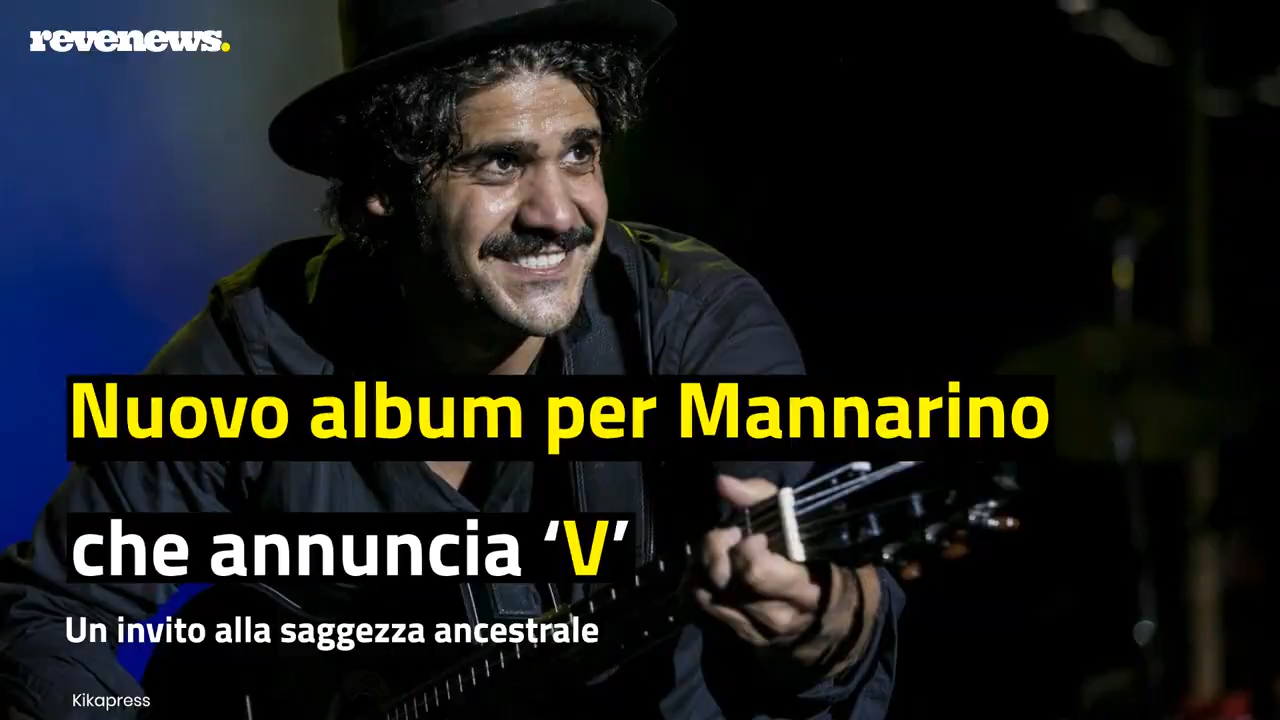 revenews.
Nuovo album per Mannarino
che annuncia ‘V’
Un invito alla saggezza ancestrale
Kikapress